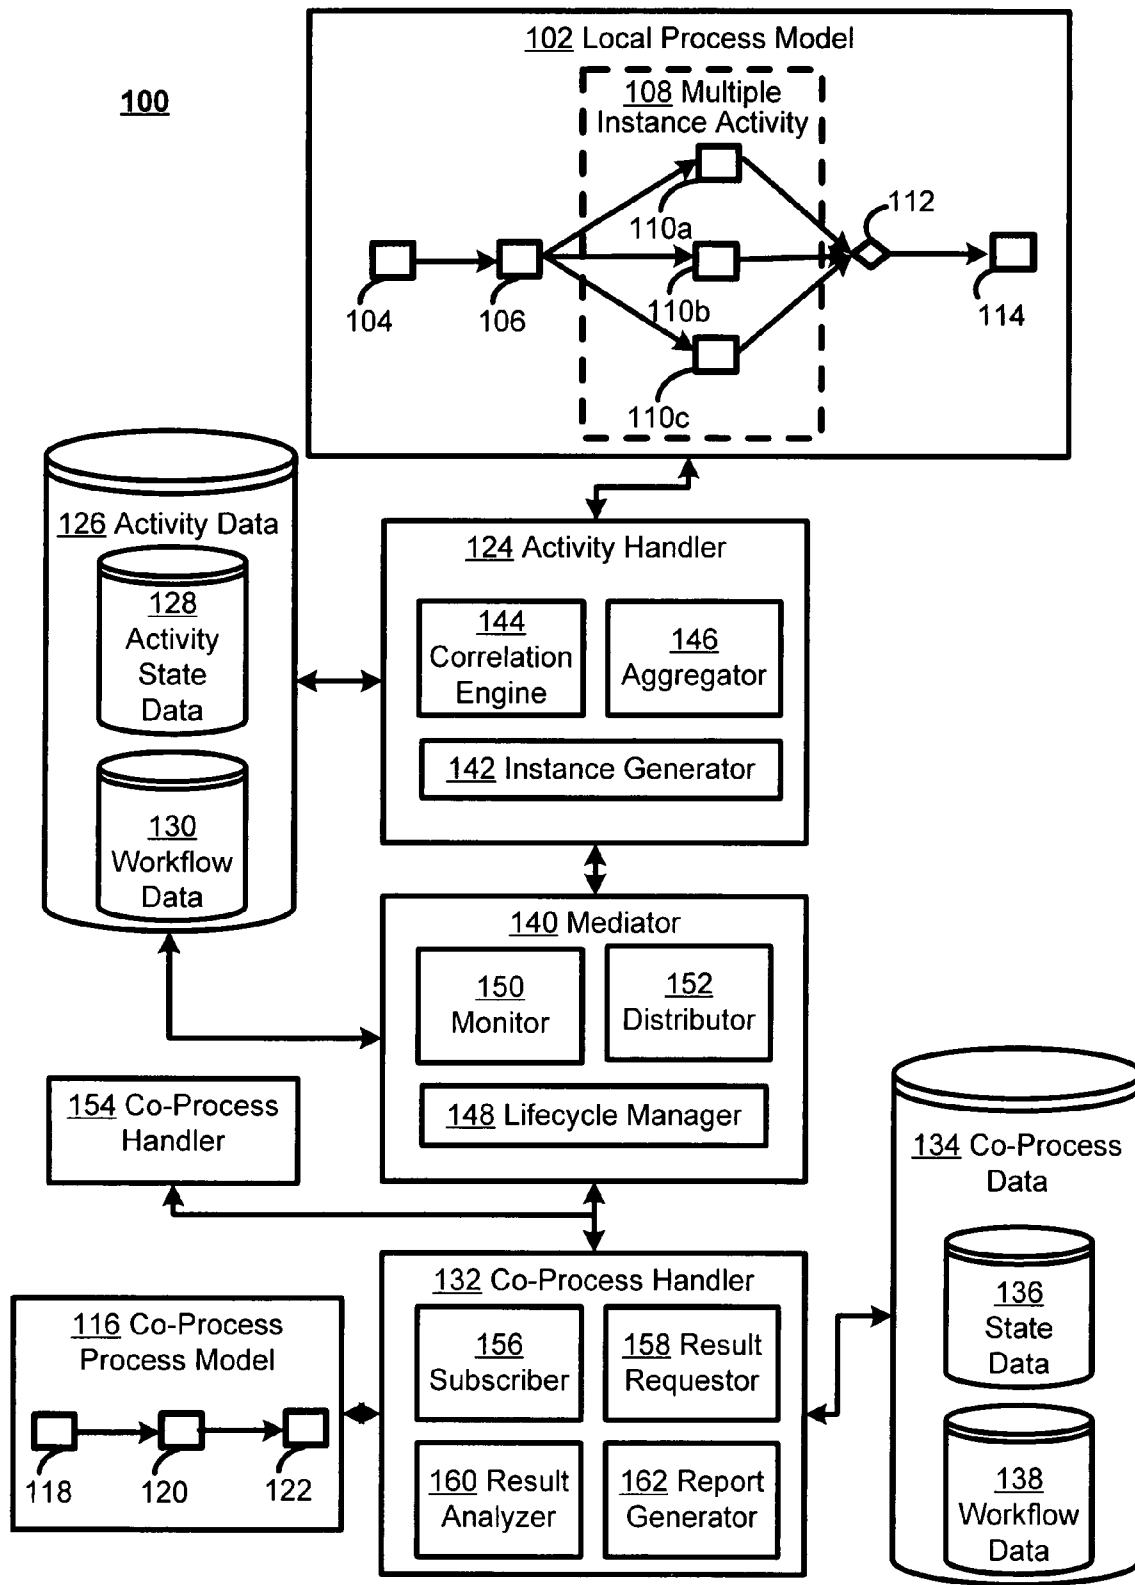 102 Local Process Model
100
108 Multiple
Instance Activity
110a
112
104
106
110b
114
110c
126 Activity Data
128
Activity
State
Data
130
Workflow
Data
124 Activity Handler
144
Correlation
Engine
146
Aggregator
142 Instance Generator
140 Mediator
150
Monitor
152
Distributor
148 Lifecycle Manager
154 Co-Process
Handler
134 Co-Process
Data
136
State
Data
138
Workflow
Data
132 Co-Process Handler
156
Subscriber
158 Result
Requestor
160 Result
Analyzer
162 Report
Generator
116 Co-Process
Process Model
118
120
122